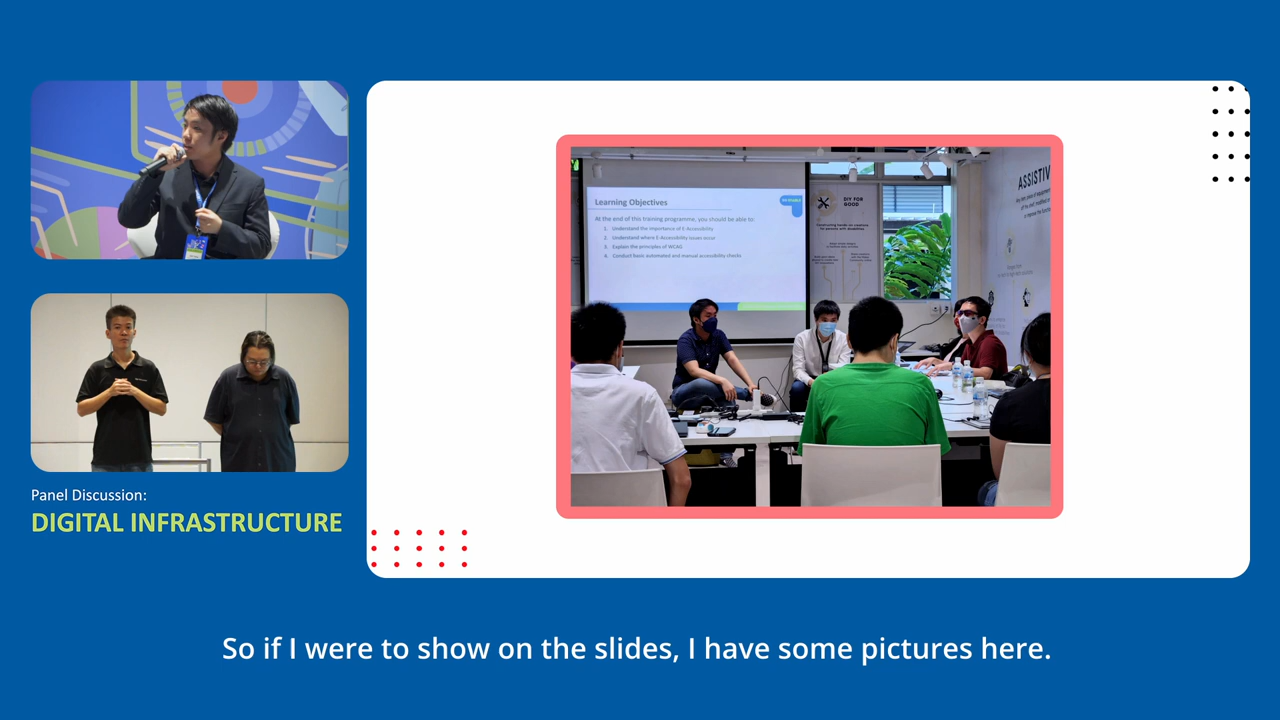 Learning Objectives
At the end of this training programme, you should be able to:
1. Understand the importance of E-Accessibility
2. Understand where E-Accessibility issues occur
3. Explain the principles of WCAG
4. Conduct basic automated and manual accessibility checks
DIY FOR
GOOD
ASSISTIV
Panel Discussion:
DIGITAL INFRASTRUCTURE
So if I were to show on the slides, I have some pictures here.